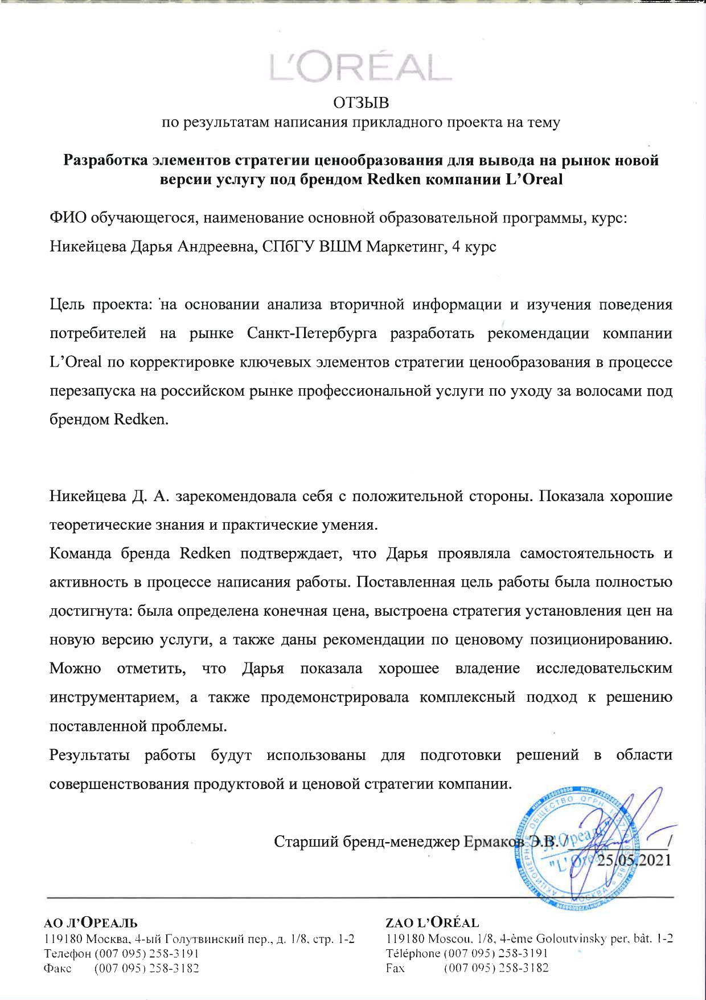 L'ORÉAL
ОТЗЫВ
по результатам написания прикладного проекта на тему
Разработка элементов стратегии ценообразования для вывода на рынок новой
версии услугу под брендом Redken компании L’Oreal
ФИО обучающегося, наименование основной образовательной программы, курс:
Никейцева Дарья Андреевна, СПбГУ ВШМ Маркетинг, 4 курс
Цель проекта: на основании анализа вторичной информации и изучения поведения
потребителей на рынке Санкт-Петербурга разработать рекомендации компании
L’Oreal по корректировке ключевых элементов стратегии ценообразования в процессе
перезапуска на российском рынке профессиональной услуги по уходу за волосами под
брендом Redken.
Никейцева Д. А. зарекомендовала себя с положительной стороны. Показала хорошие
теоретические знания и практические умения.
Команда бренда Redken подтверждает, что Дарья проявляла самостоятельность и
активность в процессе написания работы. Поставленная цель работы была полностью
достигнута: была определена конечная цена, выстроена стратегия установления цен на
новую версию услуги, а также даны рекомендации по ценовому позиционированию.
Можно отметить, что Дарья показала хорошее владение исследовательским
инструментарием, а также продемонстрировала комплексный подход к решению
поставленной проблемы.
Результаты работы будут использованы для подготовки решений в области
совершенствования продуктовой и ценовой стратегии компании.
Старший бренд-менеджер Ермаков Э.В. /____________/
25.05.2021
АКЦИОНЕРНОЕ ОБЩЕСТВО ОГРН
МОСКВА
"Л'Ореаль"
"L'Oreal"
АО Л’ОРЕАЛЬ
119180 Москва, 4-ый Голутвинский пер., д. 1/8, стр. 1-2
Телефон (007 095) 258-3191
Факс (007 095) 258-3182
ZAO L’ORÉAL
119180 Moscou, 1/8, 4-ème Goloutvinsky per, bât. 1-2
Téléphone (007 095) 258-3191
Fax (007 095) 258-3182